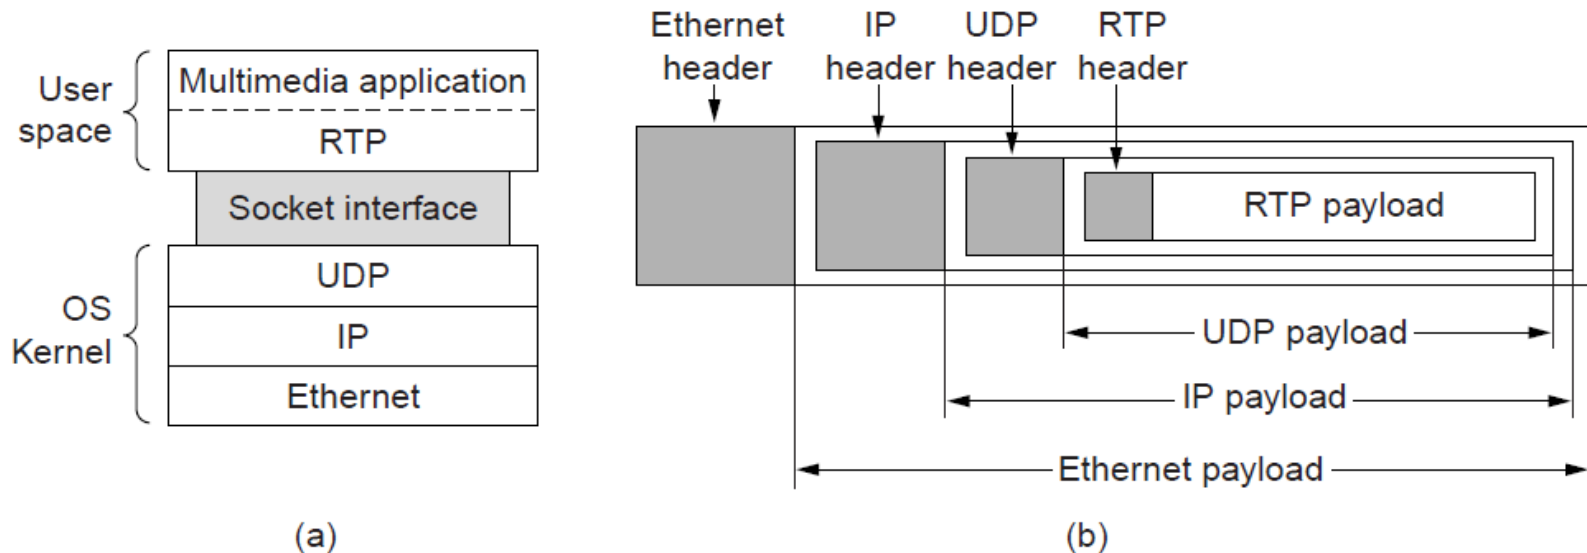 User
space
Multimedia application
RTP
Socket interface
OS
Kernel
UDP
IP
Ethernet
(a)
Ethernet
header
IP
header
UDP
header
RTP
header
RTP payload
UDP payload
IP payload
Ethernet payload
(b)